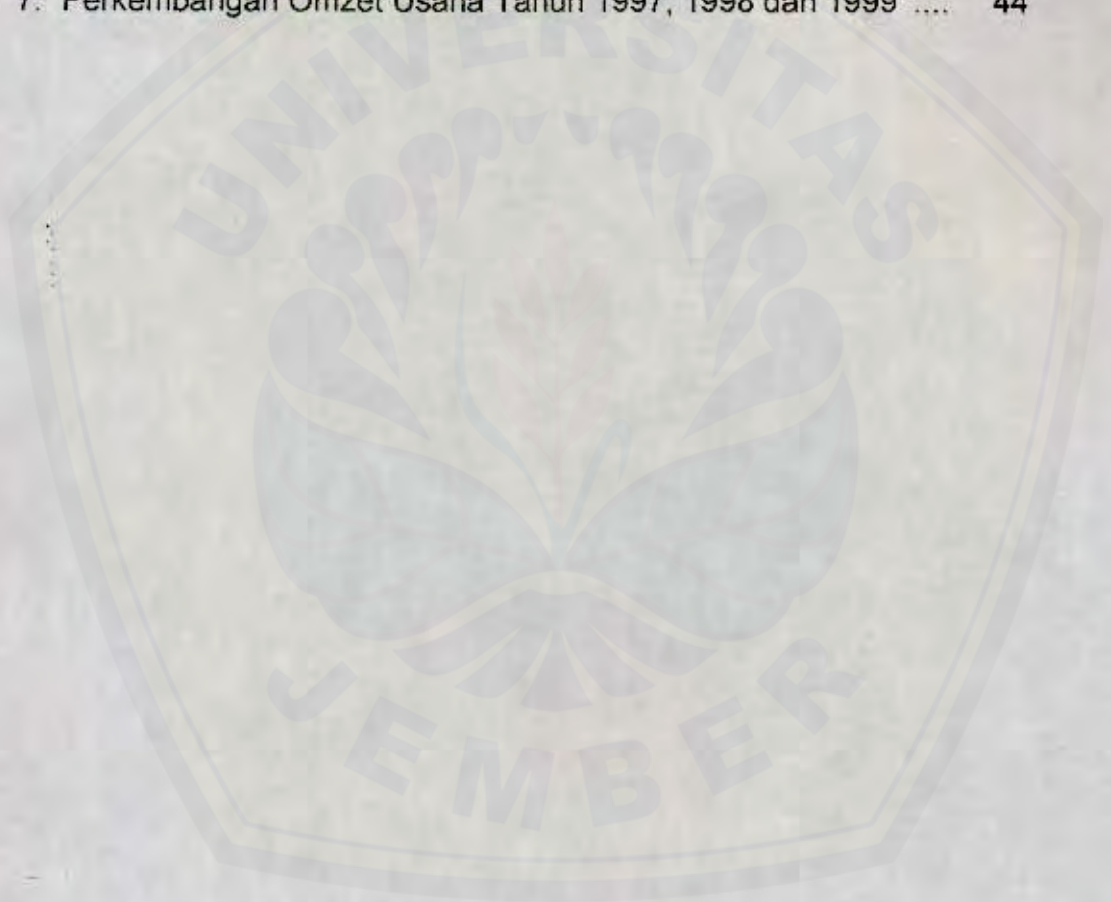 7. Perkembangan Omzet Usaha Tahun 1997, 1998 dan 1999 .... 44
UNIVERSITAS
JEMBER